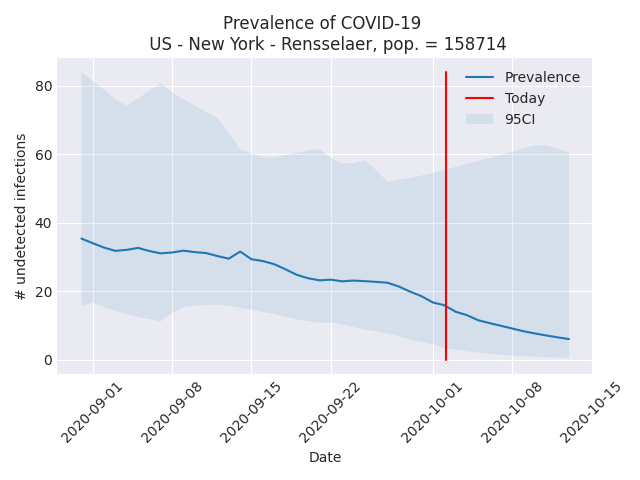 Prevalence of COVID-19
US - New York - Rensselaer, pop. = 158714
Prevalence
Today
95CI
# undetected infections
80
60
40
20
0
2020-09-01
2020-09-08
2020-09-15
2020-09-22
2020-10-01
2020-10-08
2020-10-15
Date